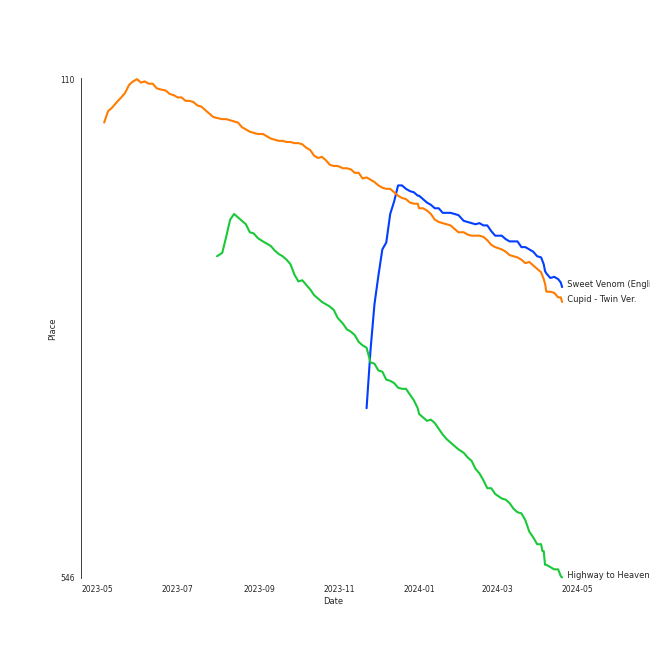 110
Place
Sweet Venom (Engli
Cupid - Twin Ver.
546
Highway to Heaven
2023-05 2023-07 2023-09 2023-11 2024-01 2024-03 2024-05
Date